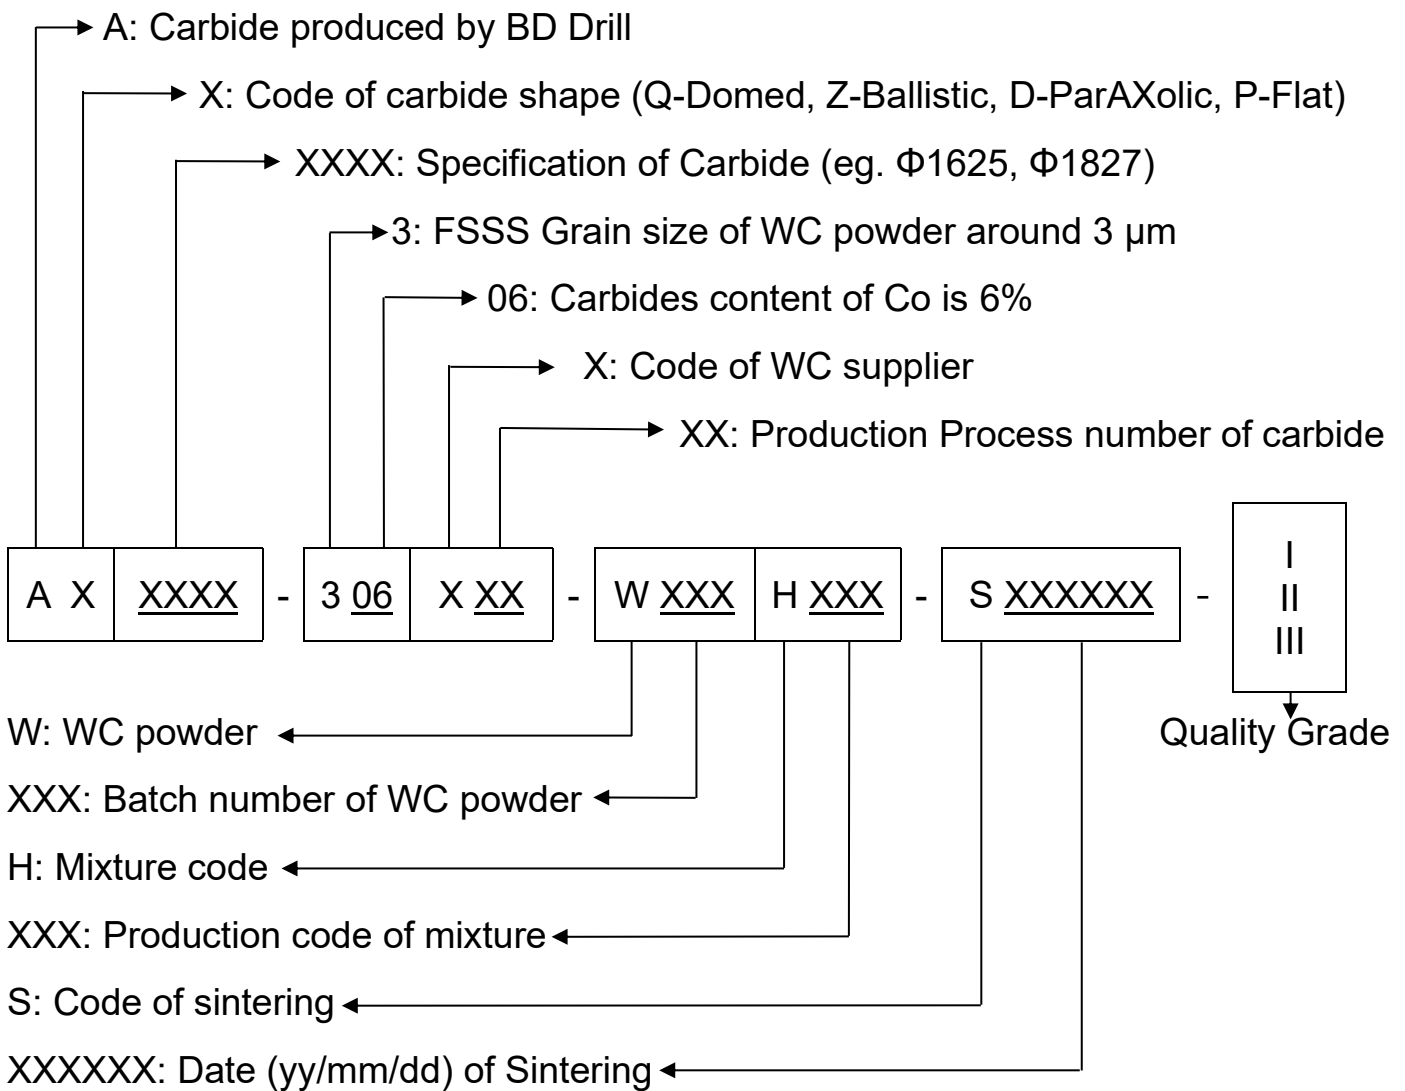 A: Carbide produced by BD Drill
X: Code of carbide shape (Q-Domed, Z-Ballistic, D-ParAXolic, P-Flat)
XXXX: Specification of Carbide (eg. Φ1625, Φ1827)
3: FSSS Grain size of WC powder around 3 μm
06: Carbides content of Co is 6%
X: Code of WC supplier
XX: Production Process number of carbide
A X XXXX - 3 06 X XX - W XXX H XXX - S XXXXXX -
I
II
III
Quality Grade
W: WC powder
XXX: Batch number of WC powder
H: Mixture code
XXX: Production code of mixture
S: Code of sintering
XXXXXX: Date (yy/mm/dd) of Sintering